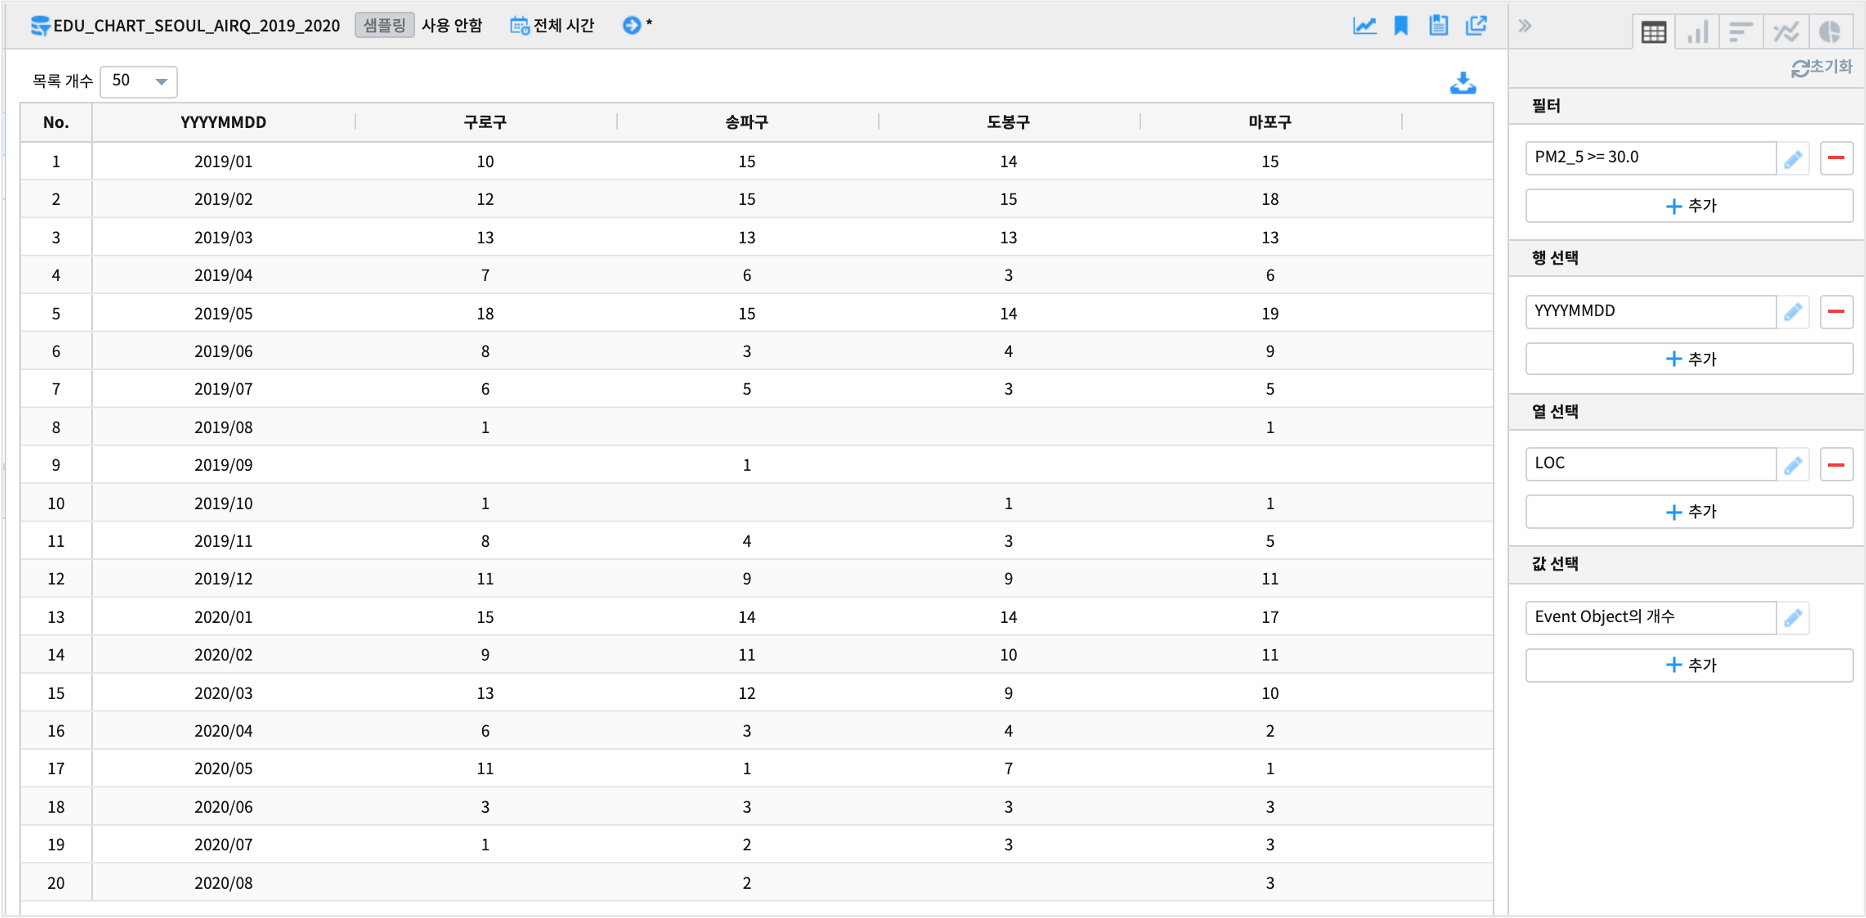 EDU_CHART_SEOUL_AIRQ_2019_2020 샘플링 사용 안함 전체 시간 *
초기화
목록 개수 50
No. YYYYMMDD 구로구 송파구 도봉구 마포구
1 2019/01 10 15 14 15
2 2019/02 12 15 15 18
3 2019/03 13 13 13 13
4 2019/04 7 6 3 6
5 2019/05 18 15 14 19
6 2019/06 8 3 4 9
7 2019/07 6 5 3 5
8 2019/08 1 1
9 2019/09 1
10 2019/10 1 1 1
11 2019/11 8 4 3 5
12 2019/12 11 9 9 11
13 2020/01 15 14 14 17
14 2020/02 9 11 10 11
15 2020/03 13 12 9 10
16 2020/04 6 3 4 2
17 2020/05 11 1 7 1
18 2020/06 3 3 3 3
19 2020/07 1 2 3 3
20 2020/08 2 3
필터
PM2_5 >= 30.0
+ 추가
행 선택
YYYYMMDD
+ 추가
열 선택
LOC
+ 추가
값 선택
Event Object의 개수
+ 추가